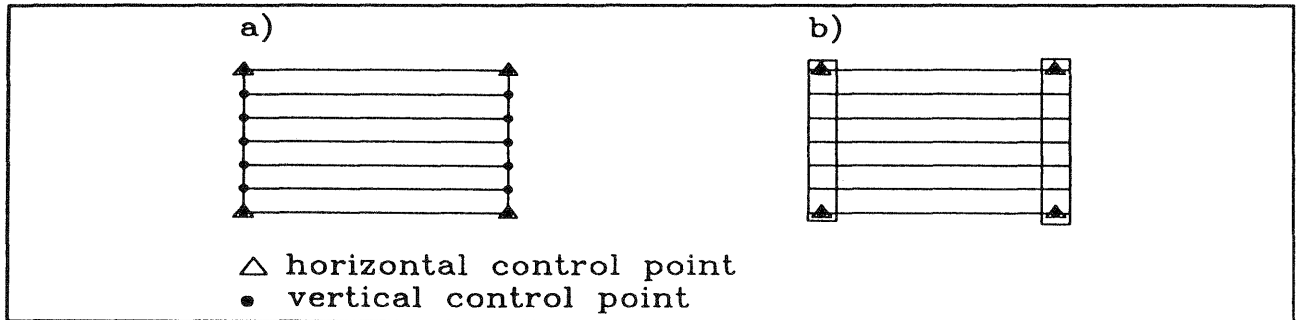 a)
b)
horizontal control point
vertical control point